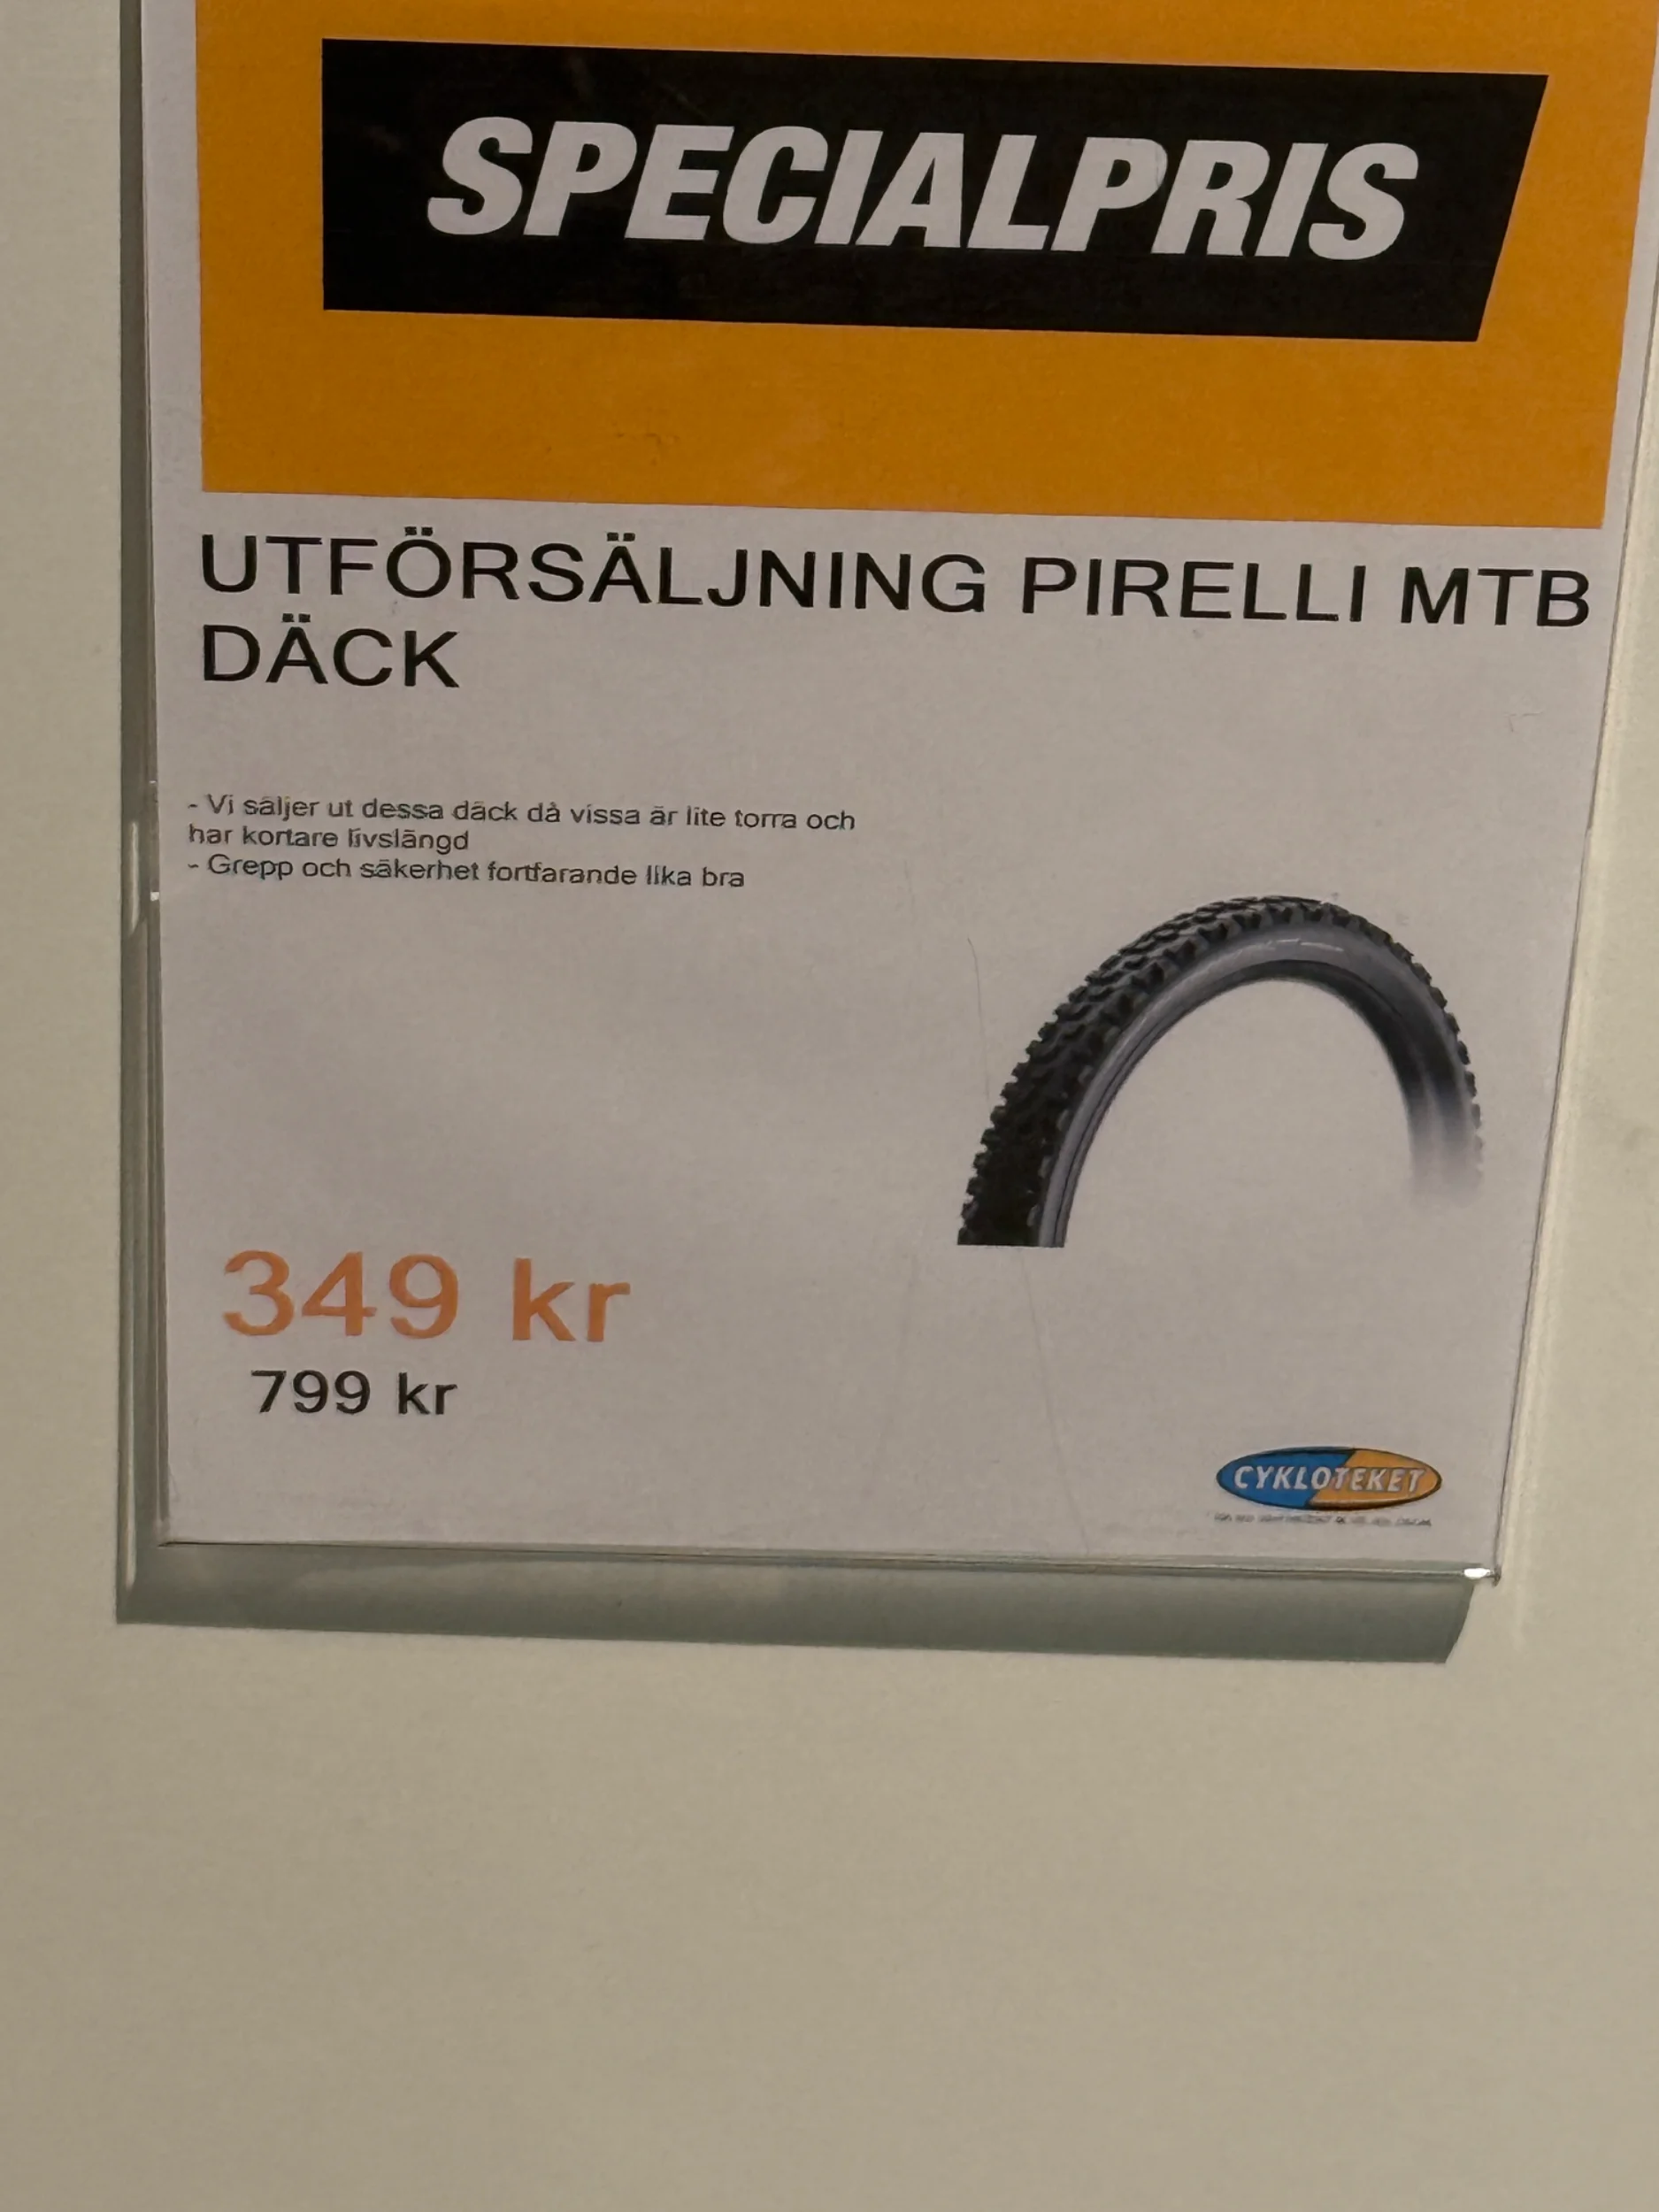 SPECIALPRIS
UTFÖRSÄLJNING PIRELLI MTB
DÄCK
- Vi säljer ut dessa däck då vissa är lite torra och
har kortare livslängd
- Grepp och säkerhet fortfarande lika bra
349 kr
799 kr
CYKLOTEKET